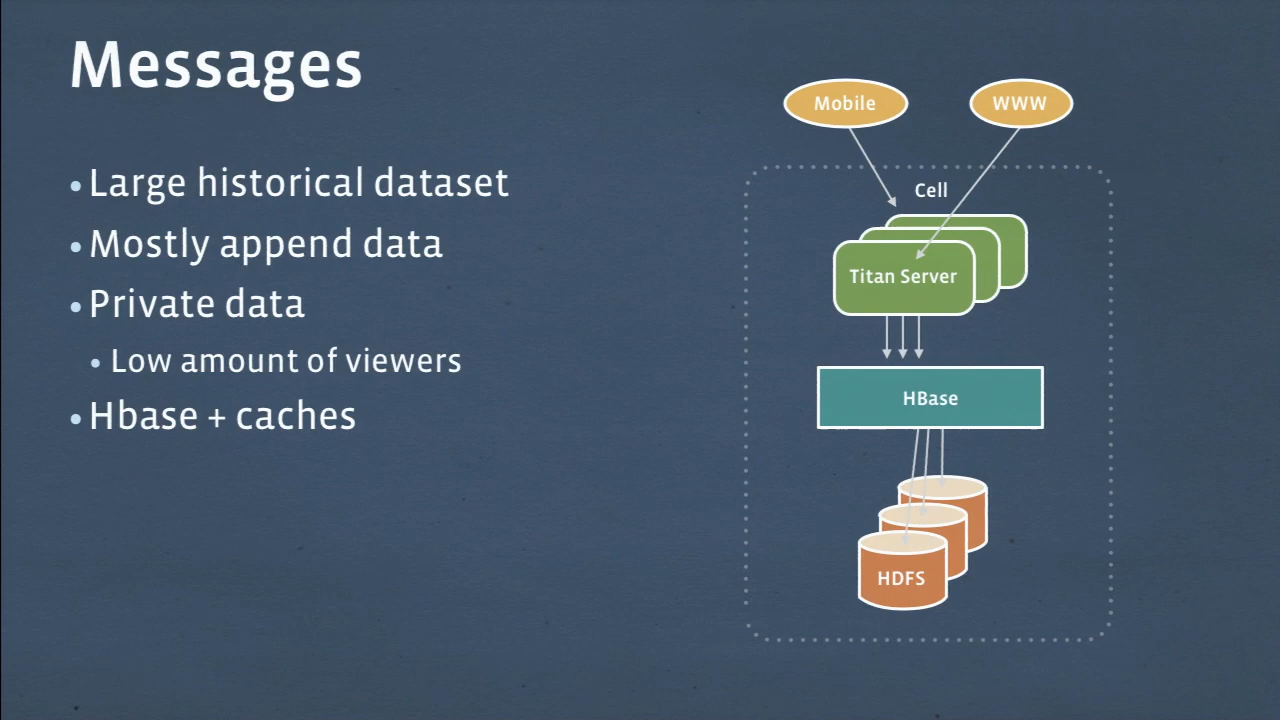 Messages
• Large historical dataset
• Mostly append data
• Private data
• Low amount of viewers
• Hbase + caches
Mobile
WWW
Cell
Titan Server
HBase
HDFS